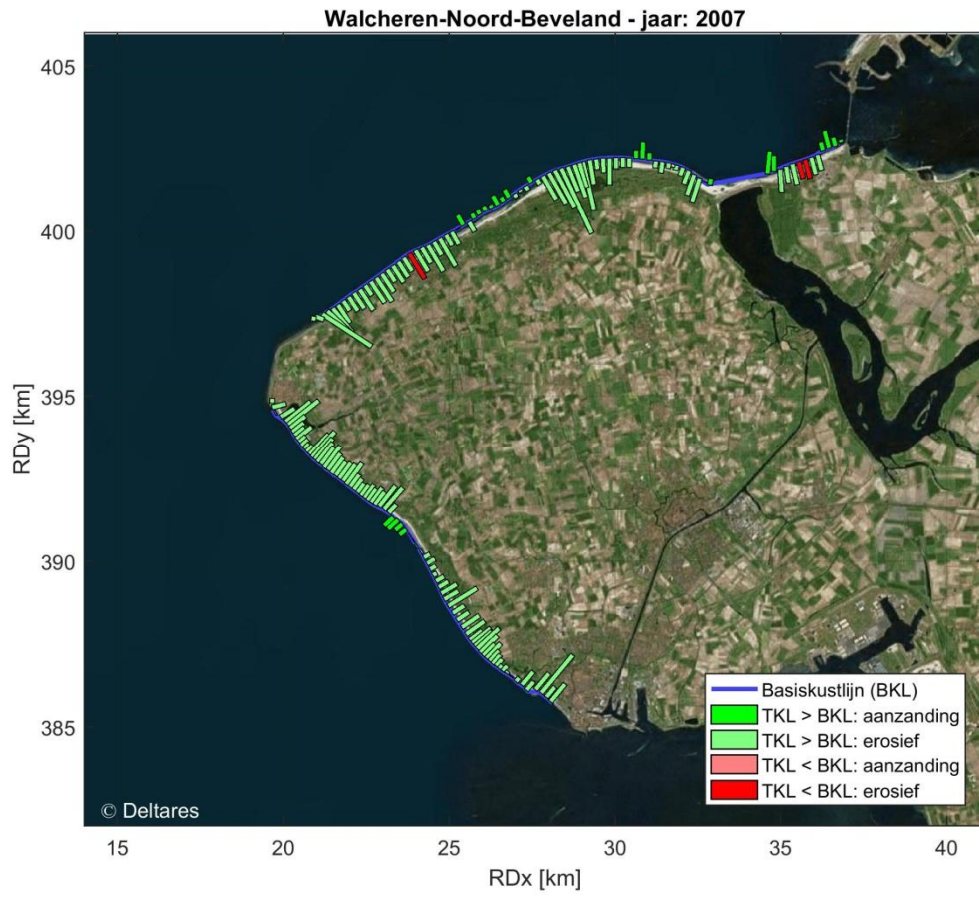 Walcheren-Noord-Beveland - jaar: 2007
405
400
395
390
385
RDy [km]
Basiskustlijn (BKL)
TKL > BKL: aanzanding
TKL > BKL: erosief
TKL < BKL: aanzanding
TKL < BKL: erosief
© Deltares
15 20 25 30 35 40
RDx [km]